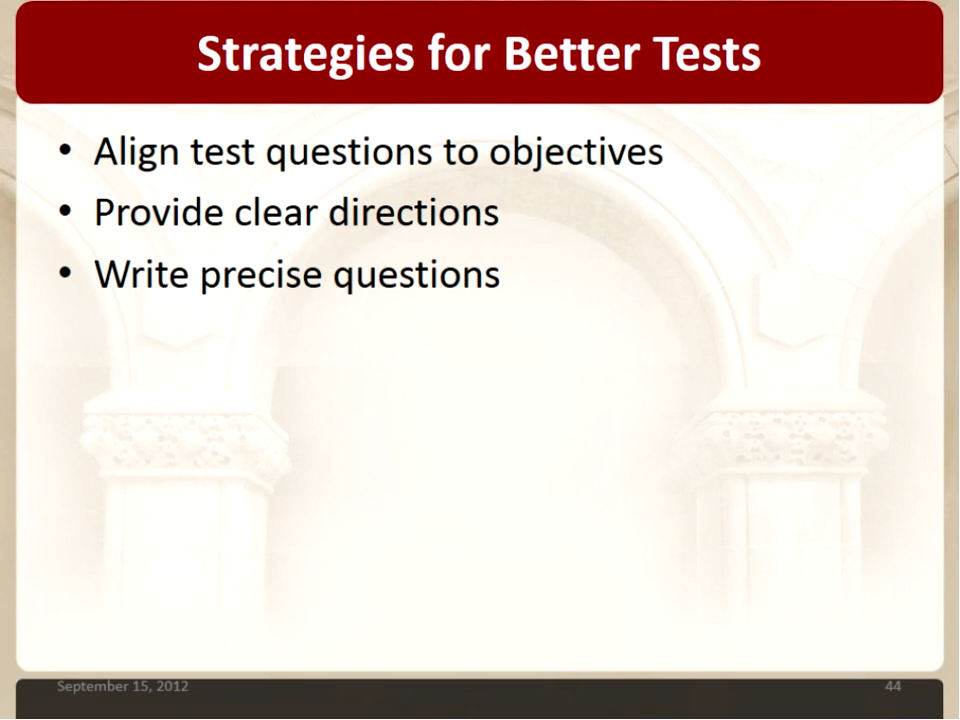 Strategies for Better Tests
• Align test questions to objectives
• Provide clear directions
• Write precise questions
September 15, 2012
44